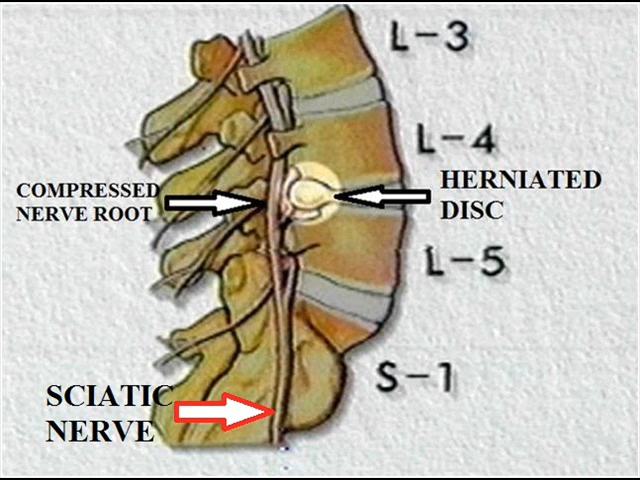 L-3
L-4
COMPRESSED
NERVE ROOT
HERNIATED
DISC
L-5
S-1
SCIATIC
NERVE